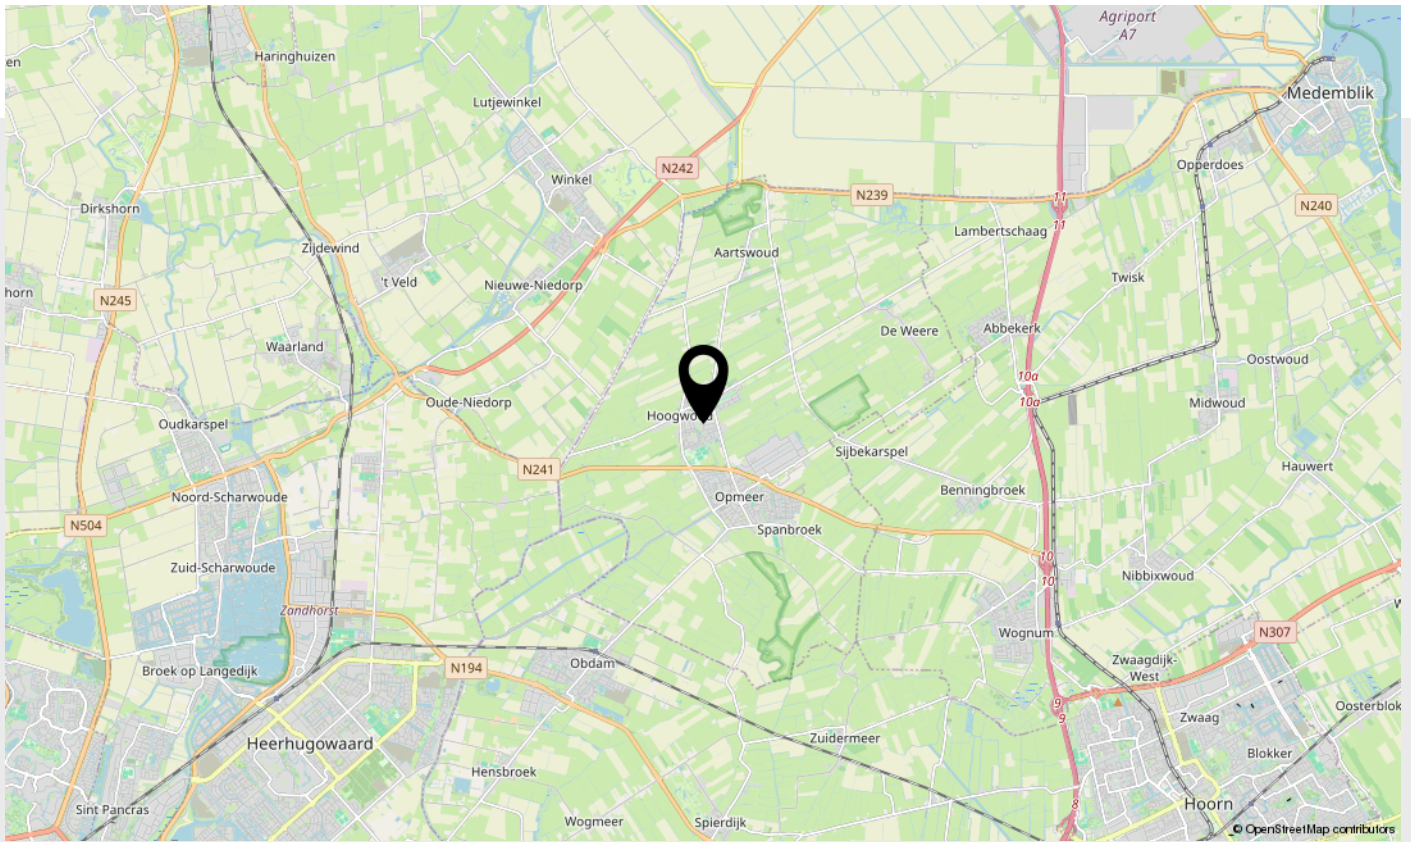 Agriport
A7
Haringhuizen
en
Medemblik
Lutjewinkel
Opperdoes
N242
Winkel
N239
11
N240
Dirkshorn
11
Lambertschaag
Zijdewind
Aartswoud
Twisk
't Veld
Nieuwe-Niedorp
horn
N245
Abbekerk
De Weere
Waarland
Oostwoud
10a
10a
Midwoud
Oude-Niedorp
Oudkarspel
Sijbekarspel
Hauwert
N241
Benningbroek
Noord-Scharwoude
Opmeer
N504
Spanbroek
10
Zuid-Scharwoude
10
Nibbixwoud
Zandhorst
Wognum
N307
Zwaagdijk-
West
Obdam
N194
Broek op Langedijk
9
9
Oosterblok
Zwaag
Zuidermeer
Heerhugowaard
Blokker
Hensbroek
8
Hoorn
Sint Pancras
Wogmeer
Spierdijk
© OpenStreetMap contributors